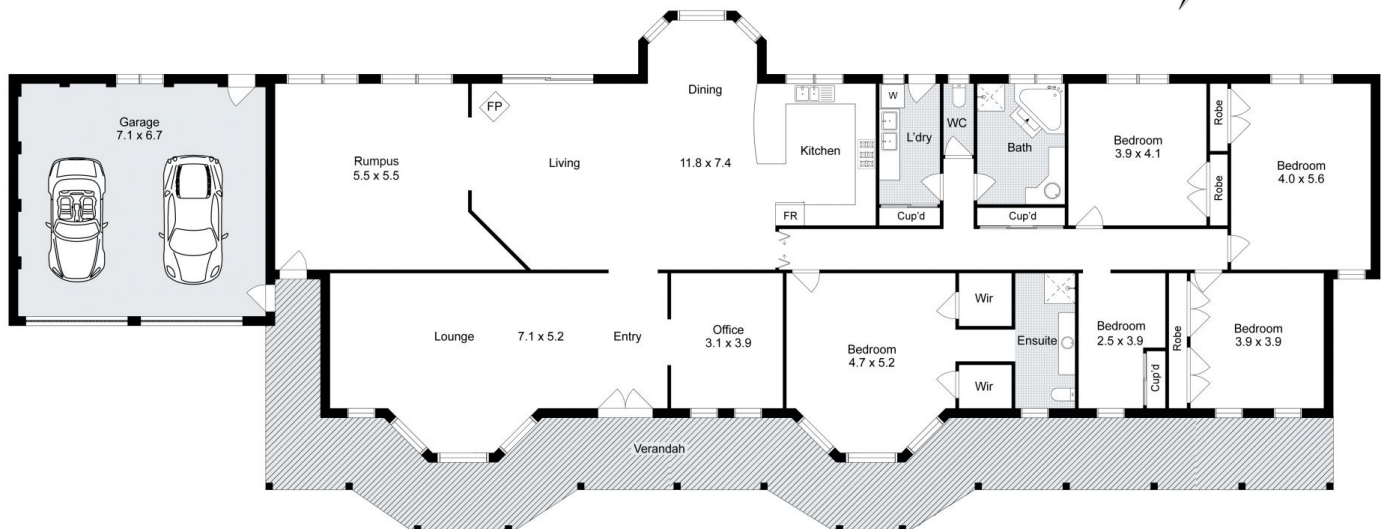 Garage
7.1 x 6.7
Rumpus
5.5 x 5.5
FP
Living
Dining
11.8 x 7.4
Kitchen
FR
W
L'dry
Cup'd
WC
Bath
Cup'd
Bedroom
3.9 x 4.1
Robe
Robe
Bedroom
4.0 x 5.6
Lounge
7.1 x 5.2
Entry
Office
3.1 x 3.9
Bedroom
4.7 x 5.2
Wir
Wir
Ensuite
Bedroom
2.5 x 3.9
Cup'd
Robe
Bedroom
3.9 x 3.9
Verandah